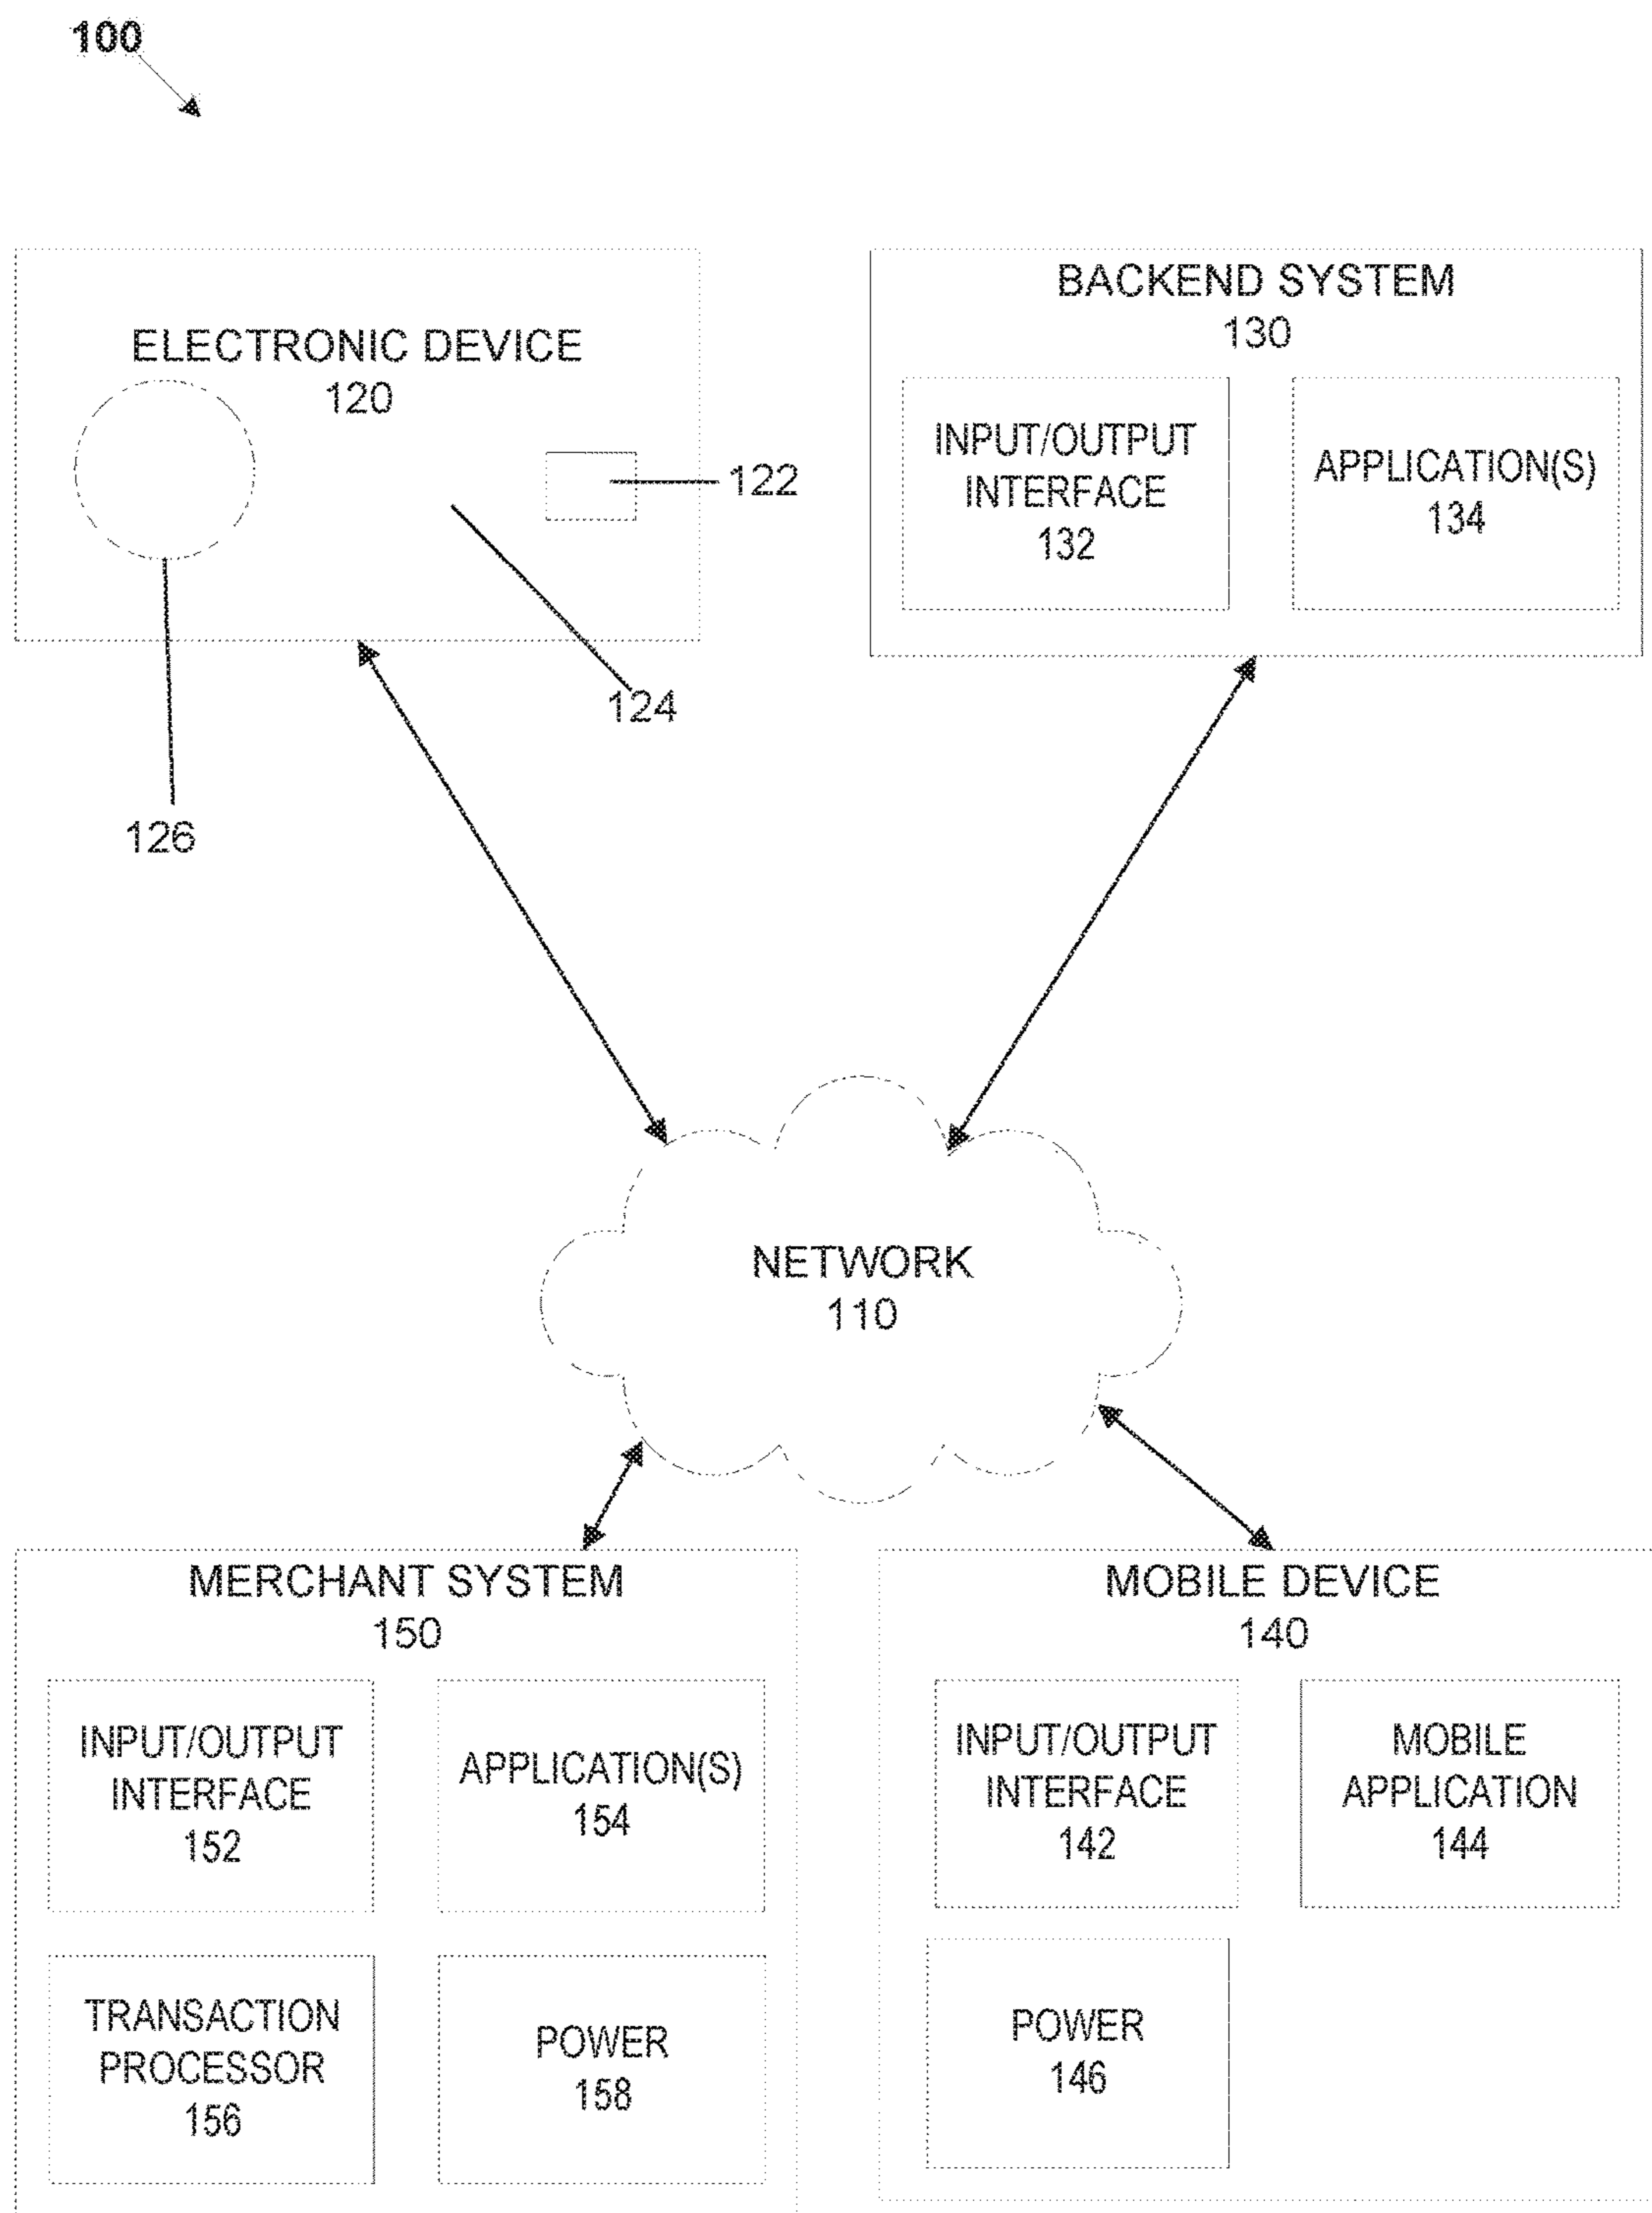 100
ELECTRONIC DEVICE
120
122
124
126
BACKEND SYSTEM
130
INPUT/OUTPUT
INTERFACE
132
APPLICATION(S)
134
NETWORK
110
MERCHANT SYSTEM
150
INPUT/OUTPUT
INTERFACE
152
APPLICATION(S)
154
TRANSACTION
PROCESSOR
156
POWER
158
MOBILE DEVICE
140
INPUT/OUTPUT
INTERFACE
142
MOBILE
APPLICATION
144
POWER
146